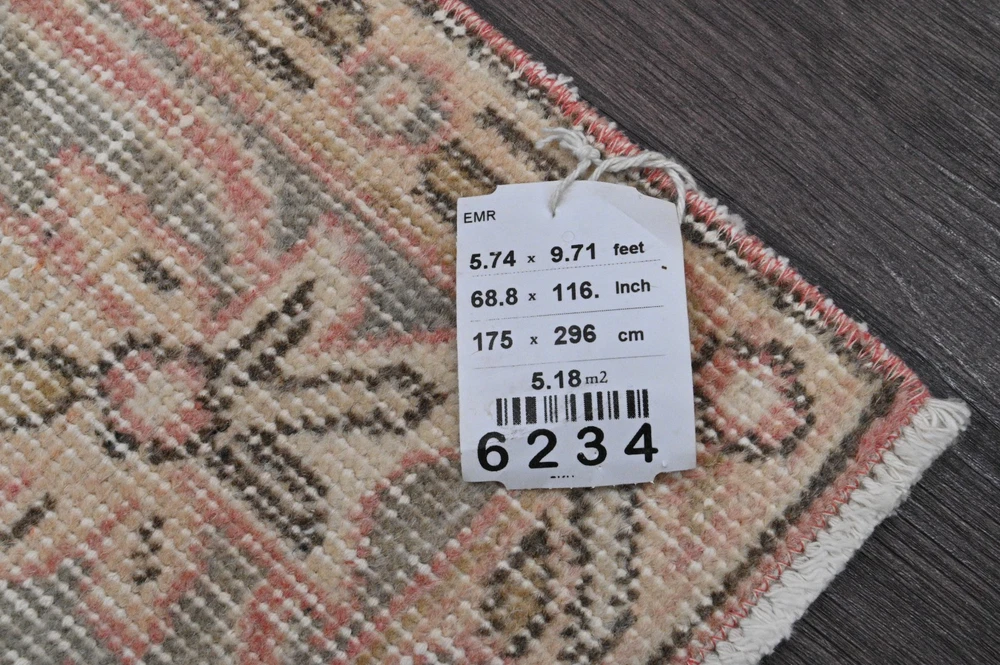 EMR
5.74 x 9.71 feet
68.8 x 116. Inch
175 x 296 cm
5.18 m2
6234